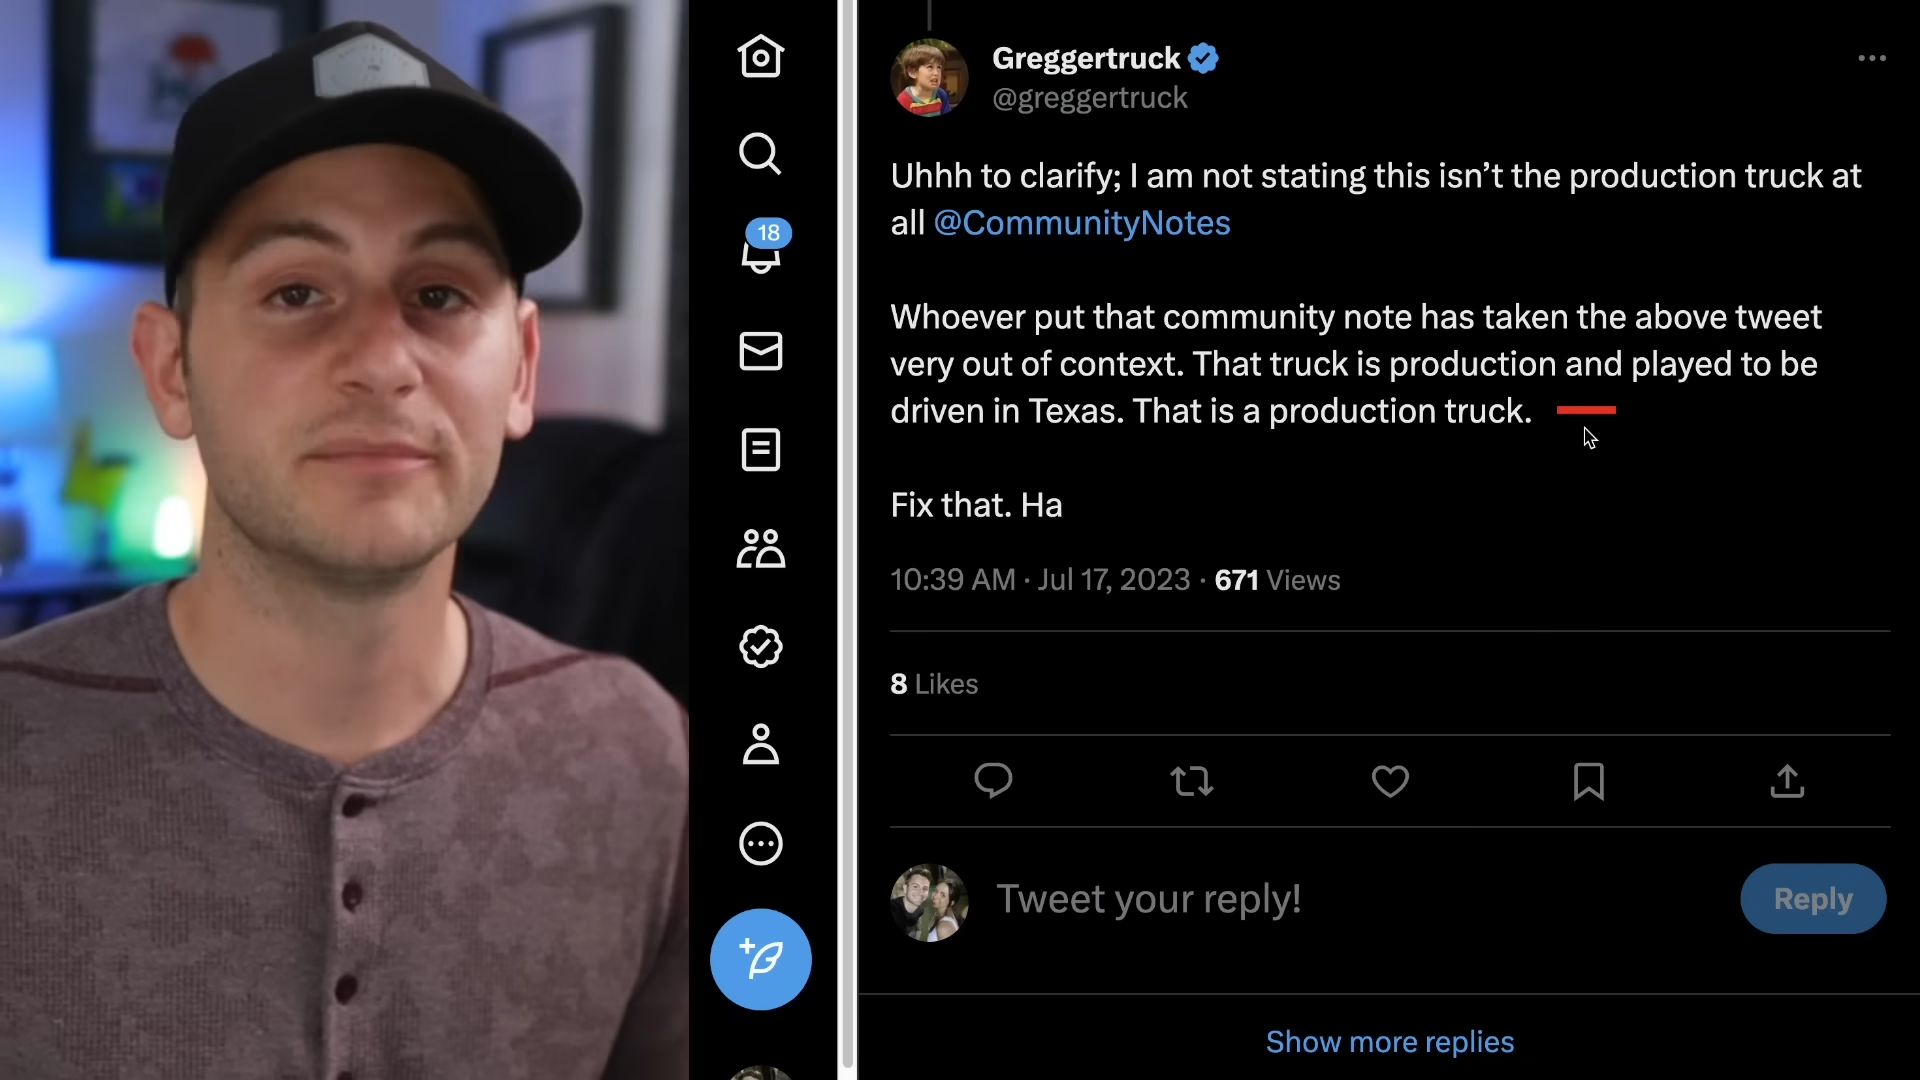 18
Greggertruck
@greggertruck
Uhhh to clarify; I am not stating this isn’t the production truck at
all @CommunityNotes
Whoever put that community note has taken the above tweet
very out of context. That truck is production and played to be
driven in Texas. That is a production truck.
Fix that. Ha
10:39 AM · Jul 17, 2023 · 671 Views
8 Likes
Tweet your reply!
Reply
Show more replies